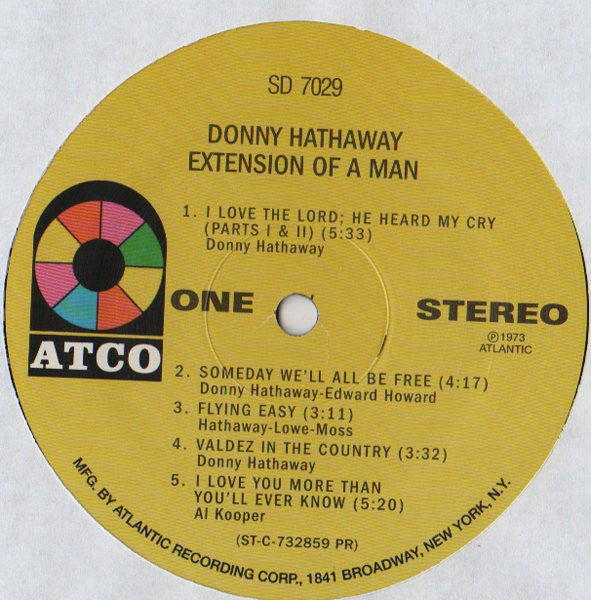 SD 7029
DONNY HATHAWAY
EXTENSION OF A MAN
1. I LOVE THE LORD; HE HEARD MY CRY
(PARTS I & II) (5:33)
Donny Hathaway
ATCO
ONE
STEREO
Ⓟ1973
ATLANTIC
2. SOMEDAY WE'LL ALL BE FREE (4:17)
Donny Hathaway-Edward Howard
3. FLYING EASY (3:11)
Hathaway-Lowe-Moss
4. VALDEZ IN THE COUNTRY (3:32)
Donny Hathaway
5. I LOVE YOU MORE THAN
YOU'LL EVER KNOW (5:20)
Al Kooper
(ST-C-732859 PR)
MFG. BY ATLANTIC RECORDING CORP., 1841 BROADWAY, NEW YORK, N.Y.